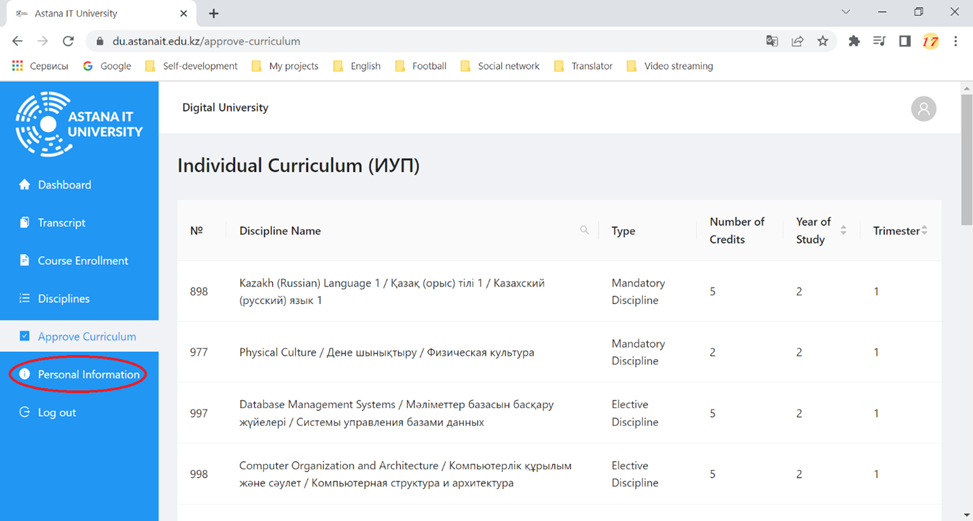 Astana IT University
du.astanait.edu.kz/approve-curriculum
17
Сервисы
Google
Self-development
My projects
English
Football
Social network
Translator
Video streaming
ASTANA IT
UNIVERSITY
Dashboard
Transcript
Course Enrollment
Disciplines
Approve Curriculum
Personal Information
Log out
Digital University
Individual Curriculum (ИУП)
№
Discipline Name
Type
Number of
Credits
Year of
Study
Trimester
898
Kazakh (Russian) Language 1 / Қазақ (орыс) тілі 1 / Казахский
(русский) язык 1
Mandatory
Discipline
5
2
1
977
Physical Culture / Дене шынықтыру / Физическая культура
Mandatory
Discipline
2
2
1
997
Database Management Systems / Мәліметтер базасын басқару
жүйелері / Системы управления базами данных
Elective
Discipline
5
2
1
998
Computer Organization and Architecture / Компьютерлік құрылым
және сәулет / Компьютерная структура и архитектура
Elective
Discipline
5
2
1